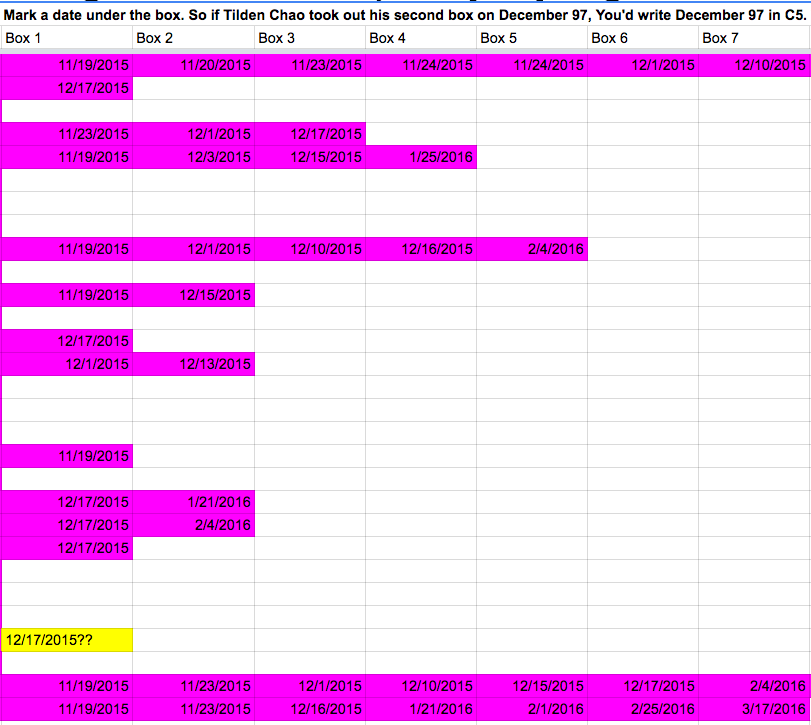 Mark a date under the box. So if Tilden Chao took out his second box on December 97, You'd write December 97 in C5.
Box 1 Box 2 Box 3 Box 4 Box 5 Box 6 Box 7
11/19/2015 11/20/2015 11/23/2015 11/24/2015 11/24/2015 12/1/2015 12/10/2015
12/17/2015
11/23/2015 12/1/2015 12/17/2015
11/19/2015 12/3/2015 12/15/2015 1/25/2016
11/19/2015 12/1/2015 12/10/2015 12/16/2015 2/4/2016
11/19/2015 12/15/2015
12/17/2015
12/1/2015 12/13/2015
11/19/2015
12/17/2015 1/21/2016
12/17/2015 2/4/2016
12/17/2015
12/17/2015??
11/19/2015 11/23/2015 12/1/2015 12/10/2015 12/15/2015 12/17/2015 2/4/2016
11/19/2015 11/23/2015 12/16/2015 1/21/2016 2/1/2016 2/25/2016 3/17/2016